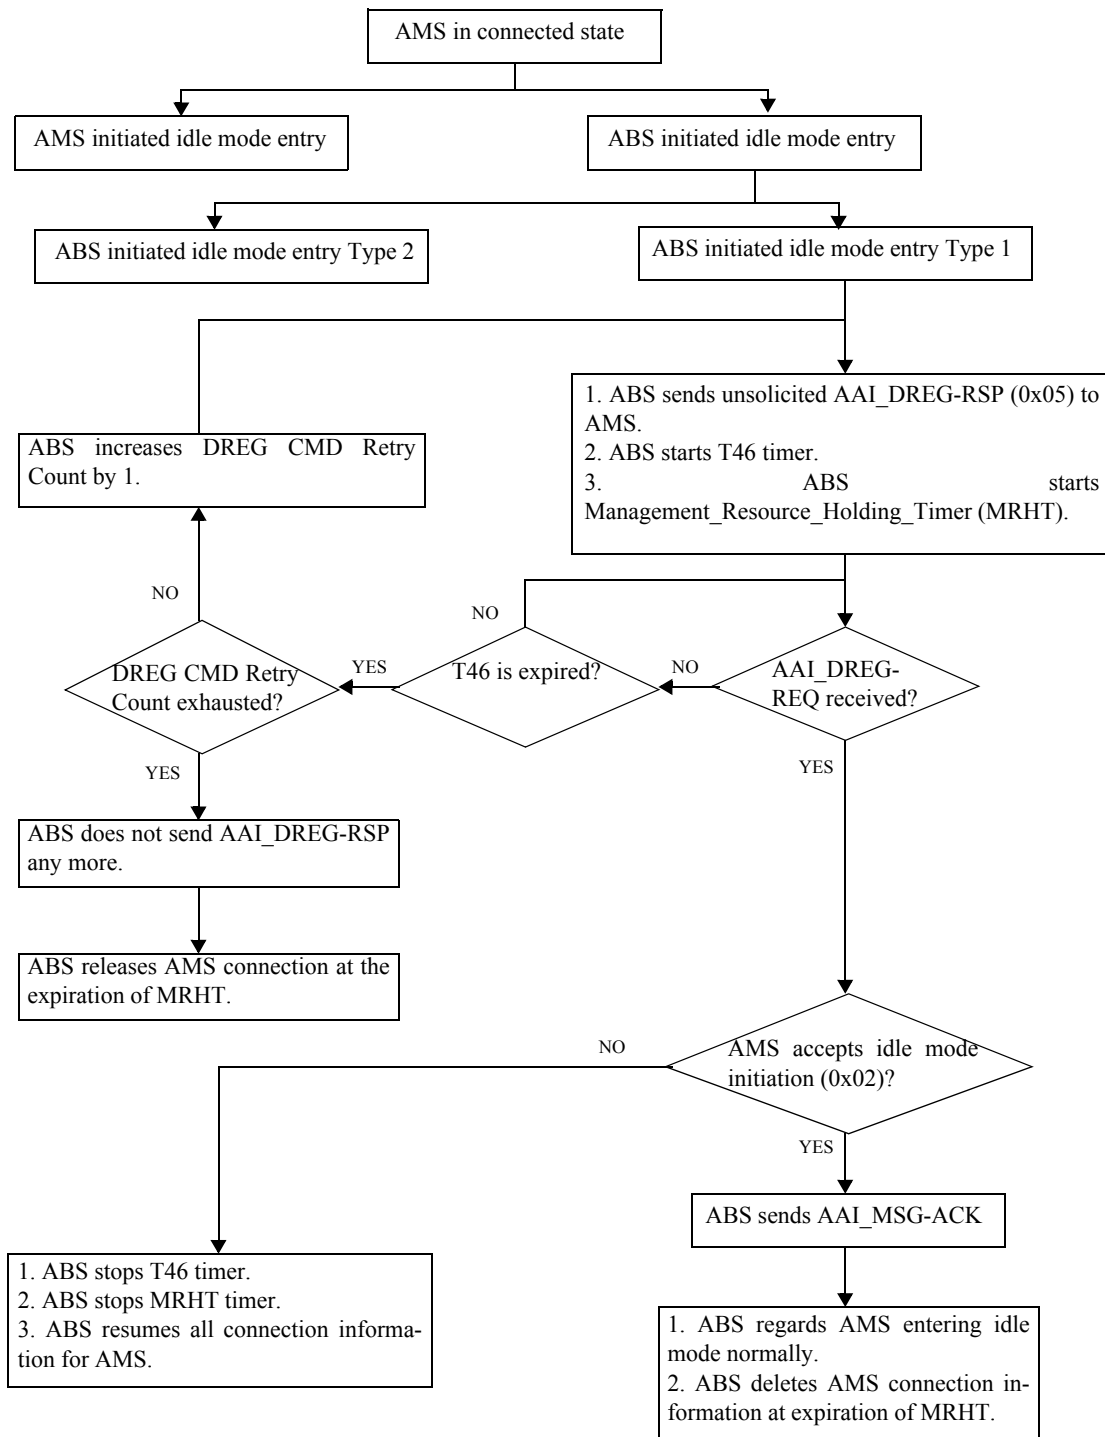 AMS in connected state
AMS initiated idle mode entry
ABS initiated idle mode entry
ABS initiated idle mode entry Type 2
ABS initiated idle mode entry Type 1
1. ABS sends unsolicited AAI_DREG-RSP (0x05) to
AMS.
2. ABS starts T46 timer.
3. ABS starts
Management_Resource_Holding_Timer (MRHT).
ABS increases DREG CMD Retry
Count by 1.
NO
NO
DREG CMD Retry
Count exhausted?
YES
T46 is expired?
NO
AAI_DREG-
REQ received?
YES
YES
ABS does not send AAI_DREG-RSP
any more.
ABS releases AMS connection at the
expiration of MRHT.
NO
AMS accepts idle mode
initiation (0x02)?
YES
ABS sends AAI_MSG-ACK
1. ABS stops T46 timer.
2. ABS stops MRHT timer.
3. ABS resumes all connection informa-
tion for AMS.
1. ABS regards AMS entering idle
mode normally.
2. ABS deletes AMS connection in-
formation at expiration of MRHT.